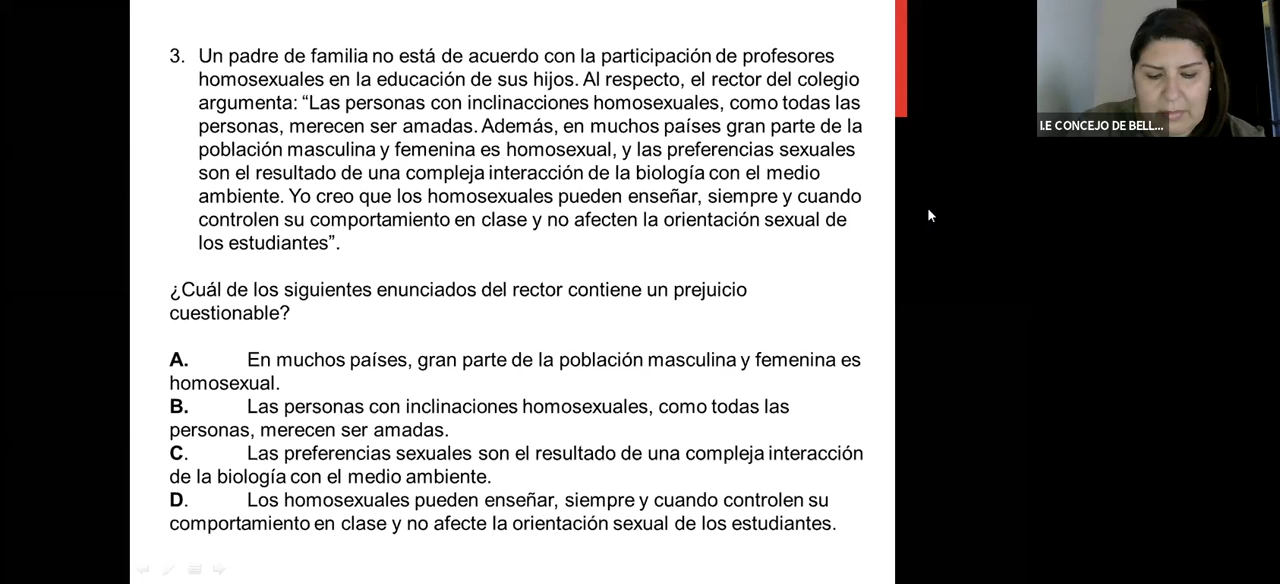 3. Un padre de familia no está de acuerdo con la participación de profesores
homosexuales en la educación de sus hijos. Al respecto, el rector del colegio
argumenta: “Las personas con inclinacciones homosexuales, como todas las
personas, merecen ser amadas. Además, en muchos países gran parte de la
población masculina y femenina es homosexual, y las preferencias sexuales
son el resultado de una compleja interacción de la biología con el medio
ambiente. Yo creo que los homosexuales pueden enseñar, siempre y cuando
controlen su comportamiento en clase y no afecten la orientación sexual de
los estudiantes”.
¿Cuál de los siguientes enunciados del rector contiene un prejuicio
cuestionable?
A. En muchos países, gran parte de la población masculina y femenina es
homosexual.
B. Las personas con inclinaciones homosexuales, como todas las
personas, merecen ser amadas.
C. Las preferencias sexuales son el resultado de una compleja interacción
de la biología con el medio ambiente.
D. Los homosexuales pueden enseñar, siempre y cuando controlen su
comportamiento en clase y no afecte la orientación sexual de los estudiantes.
I.E CONCEJO DE BELL...